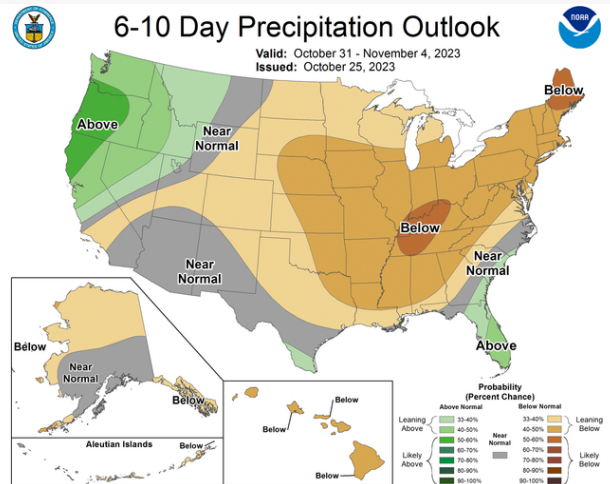 6-10 Day Precipitation Outlook
Valid: October 31 - November 4, 2023
Issued: October 25, 2023
NOAA
Below
Above
Near
Normal
Below
Near
Normal
Near
Normal
Above
Below
Near
Normal
Below
Aleutian Islands
Below
Below
Below
Below
Probability
(Percent Chance)
Above Normal
Below Normal
Leaning
Above
33-40%
40-50%
Likely
Above
50-60%
60-70%
70-80%
80-90%
90-100%
Near
Normal
33-40%
40-50%
Leaning
Below
50-60%
60-70%
70-80%
80-90%
90-100%
Likely
Below